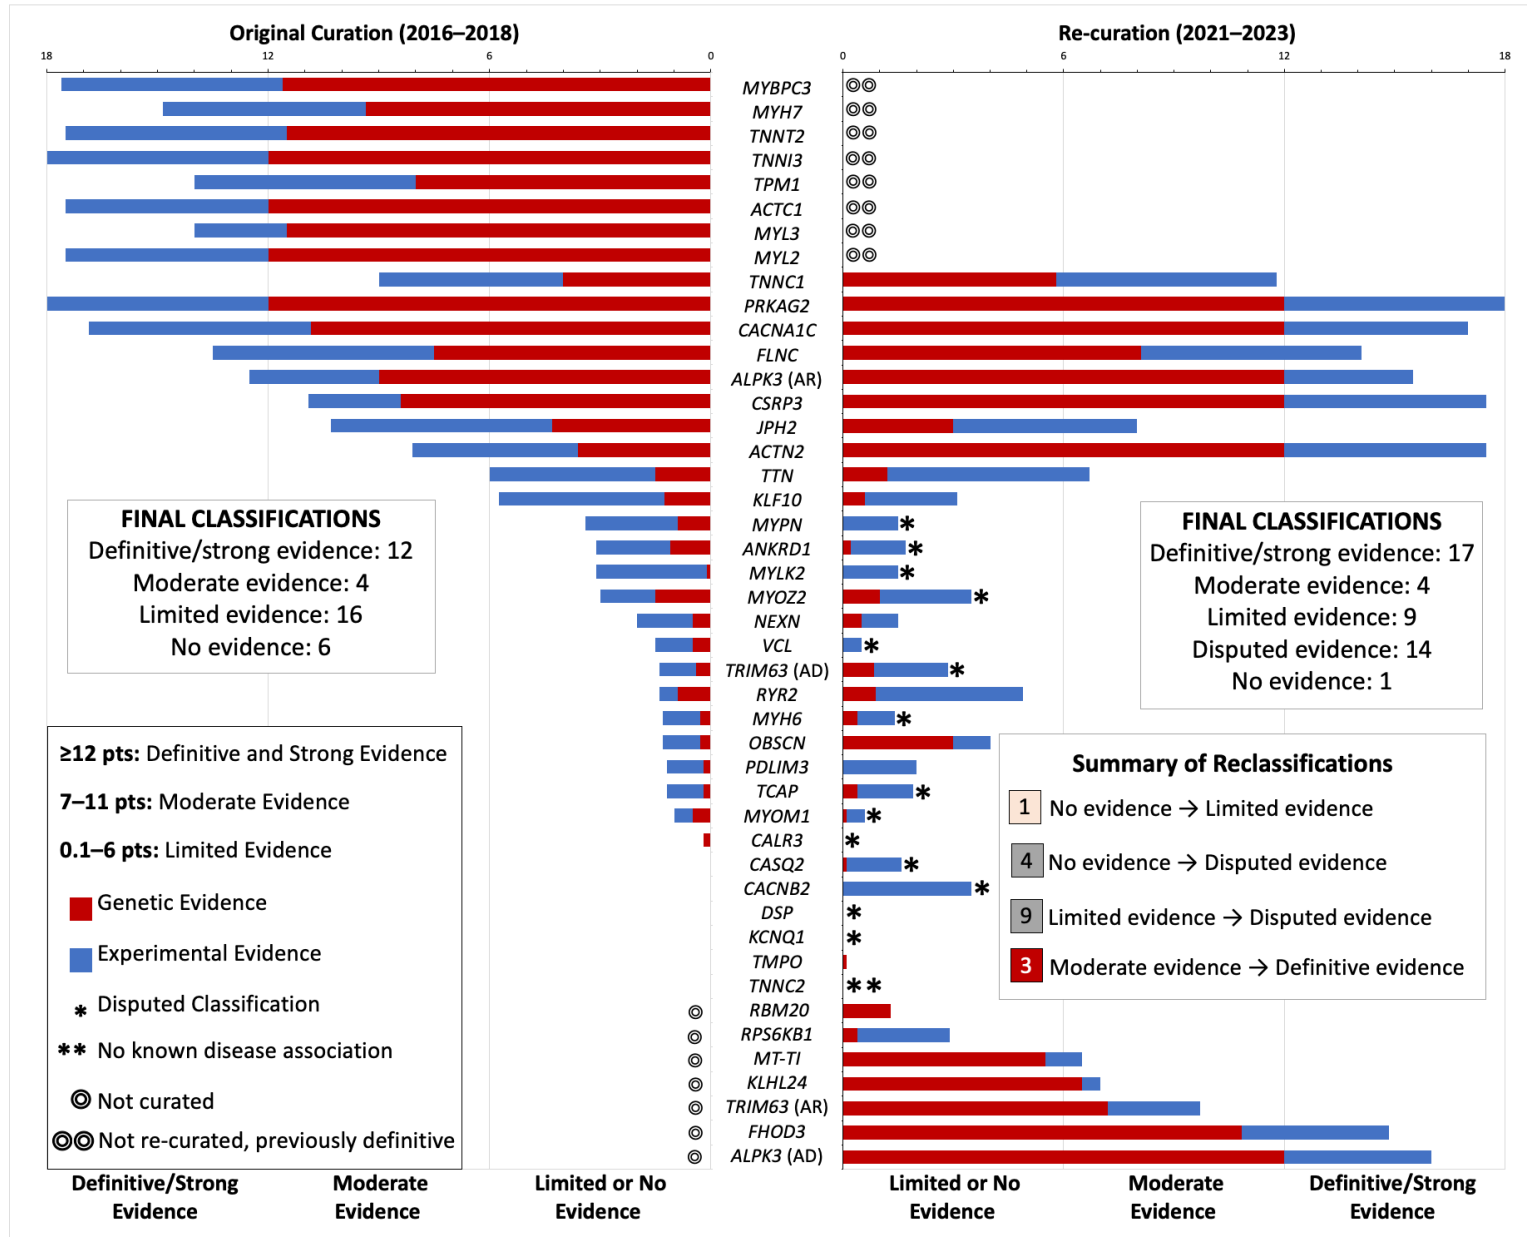 Original Curation (2016–2018)
Re-curation (2021–2023)
18 12 6 0
0 6 12 18
MYBPC3
MYH7
TNNT2
TNNI3
TPM1
ACTC1
MYL3
MYL2
TNNC1
PRKAG2
CACNA1C
FLNC
ALPK3 (AR)
CSRP3
JPH2
ACTN2
TTN
KLF10
MYPN *
ANKRD1 *
MYLK2 *
MYOZ2 *
NEXN
VCL *
TRIM63 (AD) *
RYR2
MYH6 *
OBSCN
PDLIM3
TCAP *
MYOM1 *
CALR3 *
CASQ2 *
CACNB2 *
DSP *
KCNQ1 *
TMPO
TNNC2 **
RBM20
RPS6KB1
MT-TI
KLHL24
TRIM63 (AR)
FHOD3
ALPK3 (AD)
FINAL CLASSIFICATIONS
Definitive/strong evidence: 12
Moderate evidence: 4
Limited evidence: 16
No evidence: 6
≥12 pts: Definitive and Strong Evidence
7–11 pts: Moderate Evidence
0.1–6 pts: Limited Evidence
Genetic Evidence
Experimental Evidence
* Disputed Classification
** No known disease association
◎ Not curated
◎◎ Not re-curated, previously definitive
FINAL CLASSIFICATIONS
Definitive/strong evidence: 17
Moderate evidence: 4
Limited evidence: 9
Disputed evidence: 14
No evidence: 1
Summary of Reclassifications
1 No evidence → Limited evidence
4 No evidence → Disputed evidence
9 Limited evidence → Disputed evidence
3 Moderate evidence → Definitive evidence
Definitive/Strong
Evidence
Moderate
Evidence
Limited or No
Evidence
Limited or No
Evidence
Moderate
Evidence
Definitive/Strong
Evidence